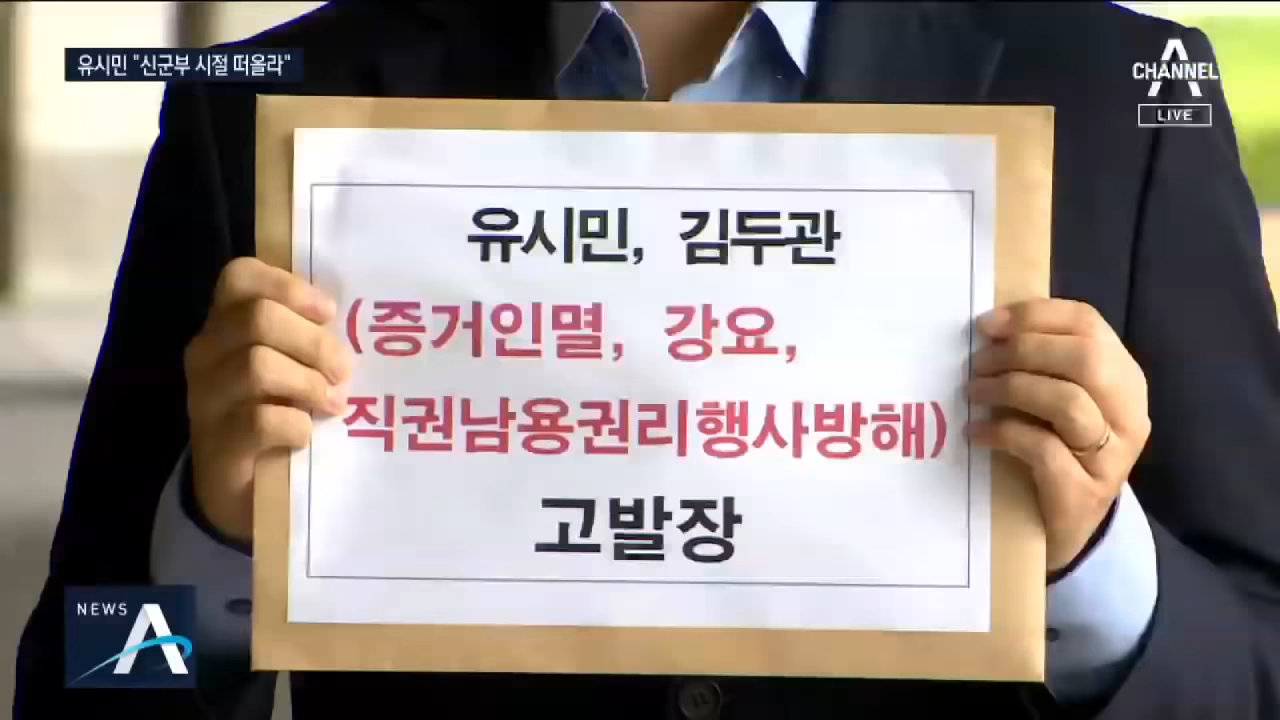 유시민 "신군부 시절 떠올라"
CHANNEL
LIVE
유시민, 김두관
(증거인멸, 강요,
직권남용권리행사방해)
고발장
NEWS